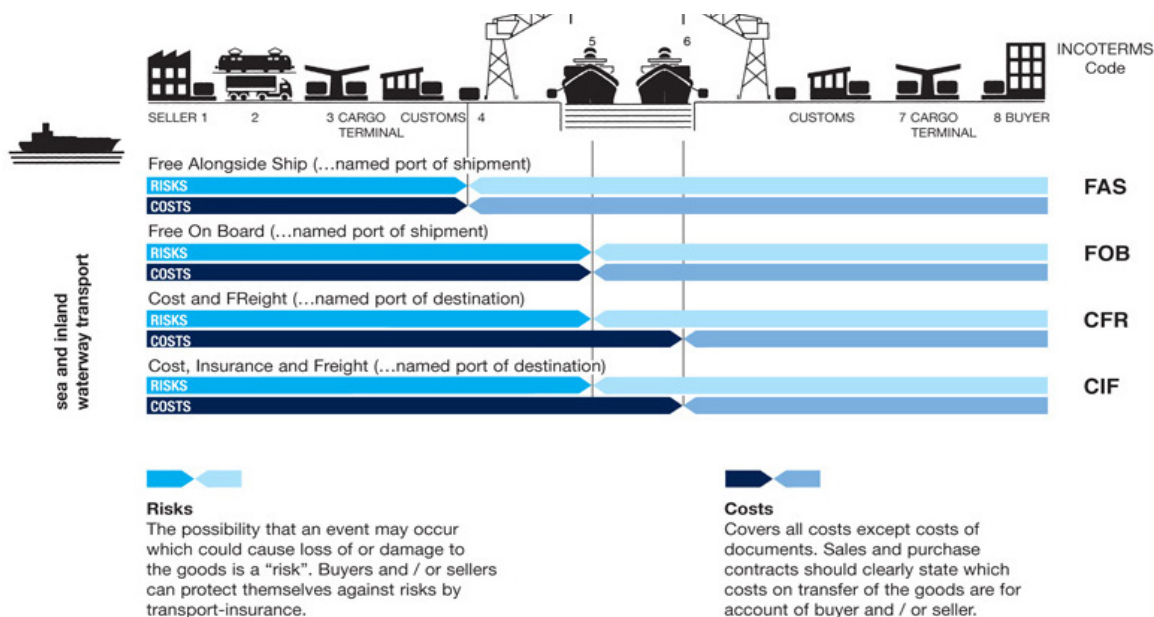 5 6
INCOTERMS
Code
SELLER 1 2 3 CARGO TERMINAL CUSTOMS 4 CUSTOMS 7 CARGO TERMINAL 8 BUYER
Free Alongside Ship (...named port of shipment)
RISKS
FAS
COSTS
Free On Board (...named port of shipment)
RISKS
FOB
COSTS
Cost and FReight (...named port of destination)
RISKS
CFR
COSTS
Cost, Insurance and Freight (...named port of destination)
RISKS
CIF
COSTS
sea and inland
waterway transport
Risks
The possibility that an event may occur
which could cause loss of or damage to
the goods is a “risk”. Buyers and / or sellers
can protect themselves against risks by
transport-insurance.
Costs
Covers all costs except costs of
documents. Sales and purchase
contracts should clearly state which
costs on transfer of the goods are for
account of buyer and / or seller.